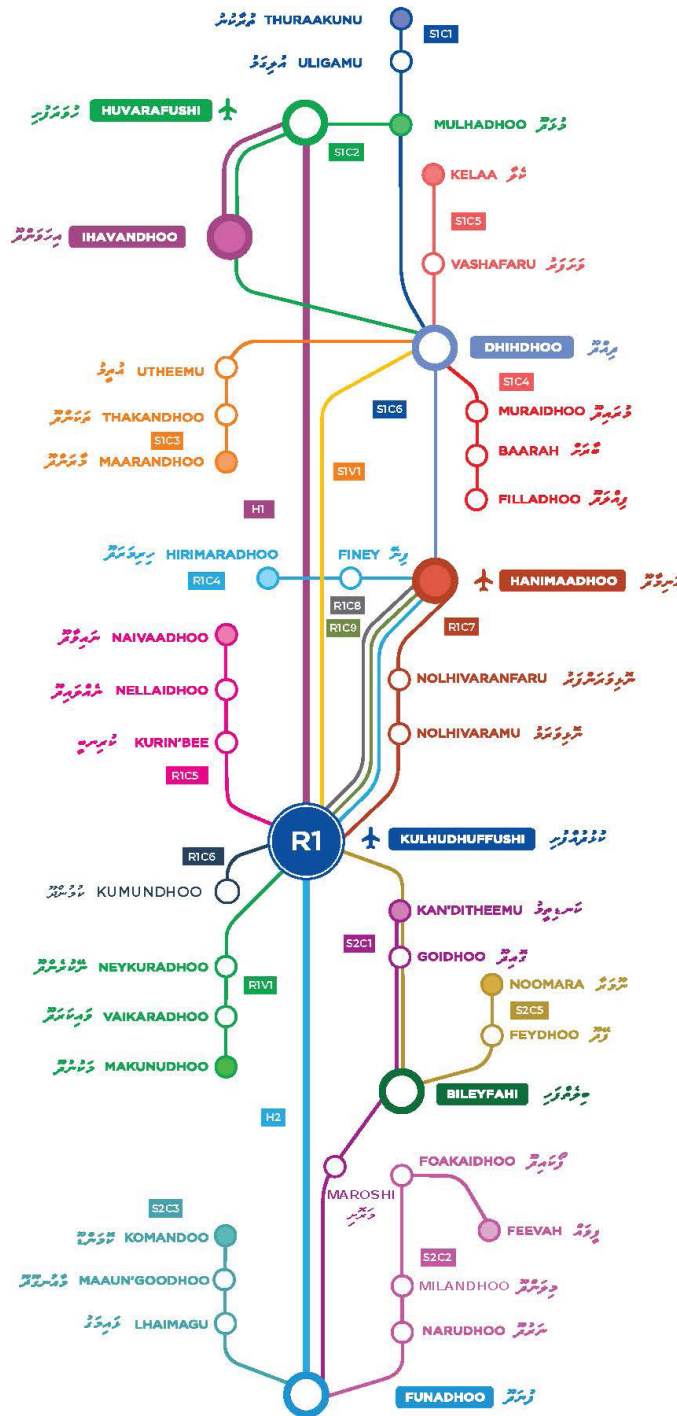 ތުރާކުނު THURAAKUNU
S1C1
އުލިގަމު ULIGAMU
ހުވަރަފުށި HUVARAFUSHI
MULHADHOO މުޅަދޫ
S1C2
KELAA ކެލާ
S1C5
އިހަވަންދޫ IHAVANDHOO
VASHAFARU ވަށަފަރު
DHIHDHOO ދިއްދޫ
އުތީމު UTHEEMU
S1C4
S1C6
MURAIDHOO މުރައިދޫ
ތަކަންދޫ THAKANDHOO
S1C3
BAARAH ބާރަށް
މާރަންދޫ MAARANDHOO
S1V1
FILLADHOO ފިއްލަދޫ
H1
ހިރިމަރަދޫ HIRIMARADHOO
FINEY ފިނޭ
R1C4
HANIMAADHOO
R1C8
R1C9
R1C7
ނައިވާދޫ NAIVAADHOO
NOLHIVARANFARU ނޮޅިވަރަންފަރު
ނެއްލައިދޫ NELLAIDHOO
NOLHIVARAMU ނޮޅިވަރަމު
ކުރިނބީ KURIN'BEE
R1C5
R1
KULHUDHUFFUSHI ކުޅުދުއްފުށި
R1C6
ކުމުންދޫ KUMUNDHOO
KAN'DITHEEMU ކަނޑިތީމު
S2C1
GOIDHOO ގޮއިދޫ
ނޭކުރެންދޫ NEYKURADHOO
R1V1
NOOMARA ނޫމަރާ
S2C5
ވައިކަރަދޫ VAIKARADHOO
FEYDHOO ފޭދޫ
މަކުނުދޫ MAKUNUDHOO
BILEYFAHI ބިލެތްފަހި
H2
FOAKAIDHOO ފޯކައިދޫ
MAROSHI
މަރޮށި
S2C3
FEEVAH ފީވައް
ކޮމަންޑޫ KOMANDOO
S2C2
މާއުނގޫދޫ MAAUN'GOODHOO
MILANDHOO މިލަންދޫ
ޅައިމަގު LHAIMAGU
NARUDHOO ނަރުދޫ
FUNADHOO ފުނަދޫ